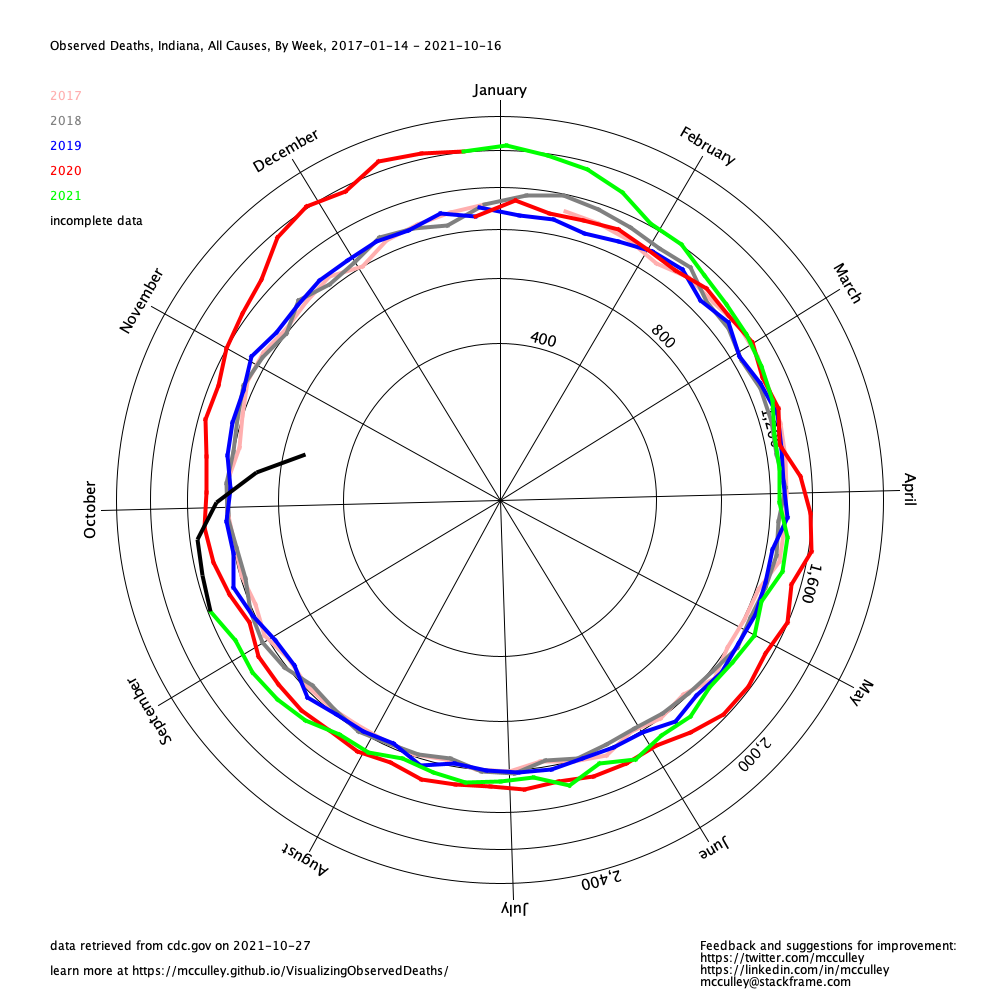 Observed Deaths, Indiana, All Causes, By Week, 2017-01-14 - 2021-10-16
2017
2018
2019
2020
2021
incomplete data
January
February
March
April
May
June
July
August
September
October
November
December
400
800
1,200
1,600
2,000
2,400
data retrieved from cdc.gov on 2021-10-27
learn more at https://mcculley.github.io/VisualizingObservedDeaths/
Feedback and suggestions for improvement:
https://twitter.com/mcculley
https://linkedin.com/in/mcculley
mcculley@stackframe.com